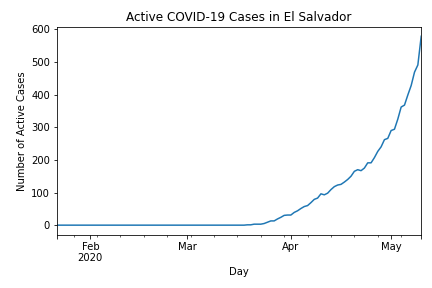 Active COVID-19 Cases in El Salvador
600
500
400
300
200
100
0
Number of Active Cases
Feb
2020
Mar
Apr
May
Day